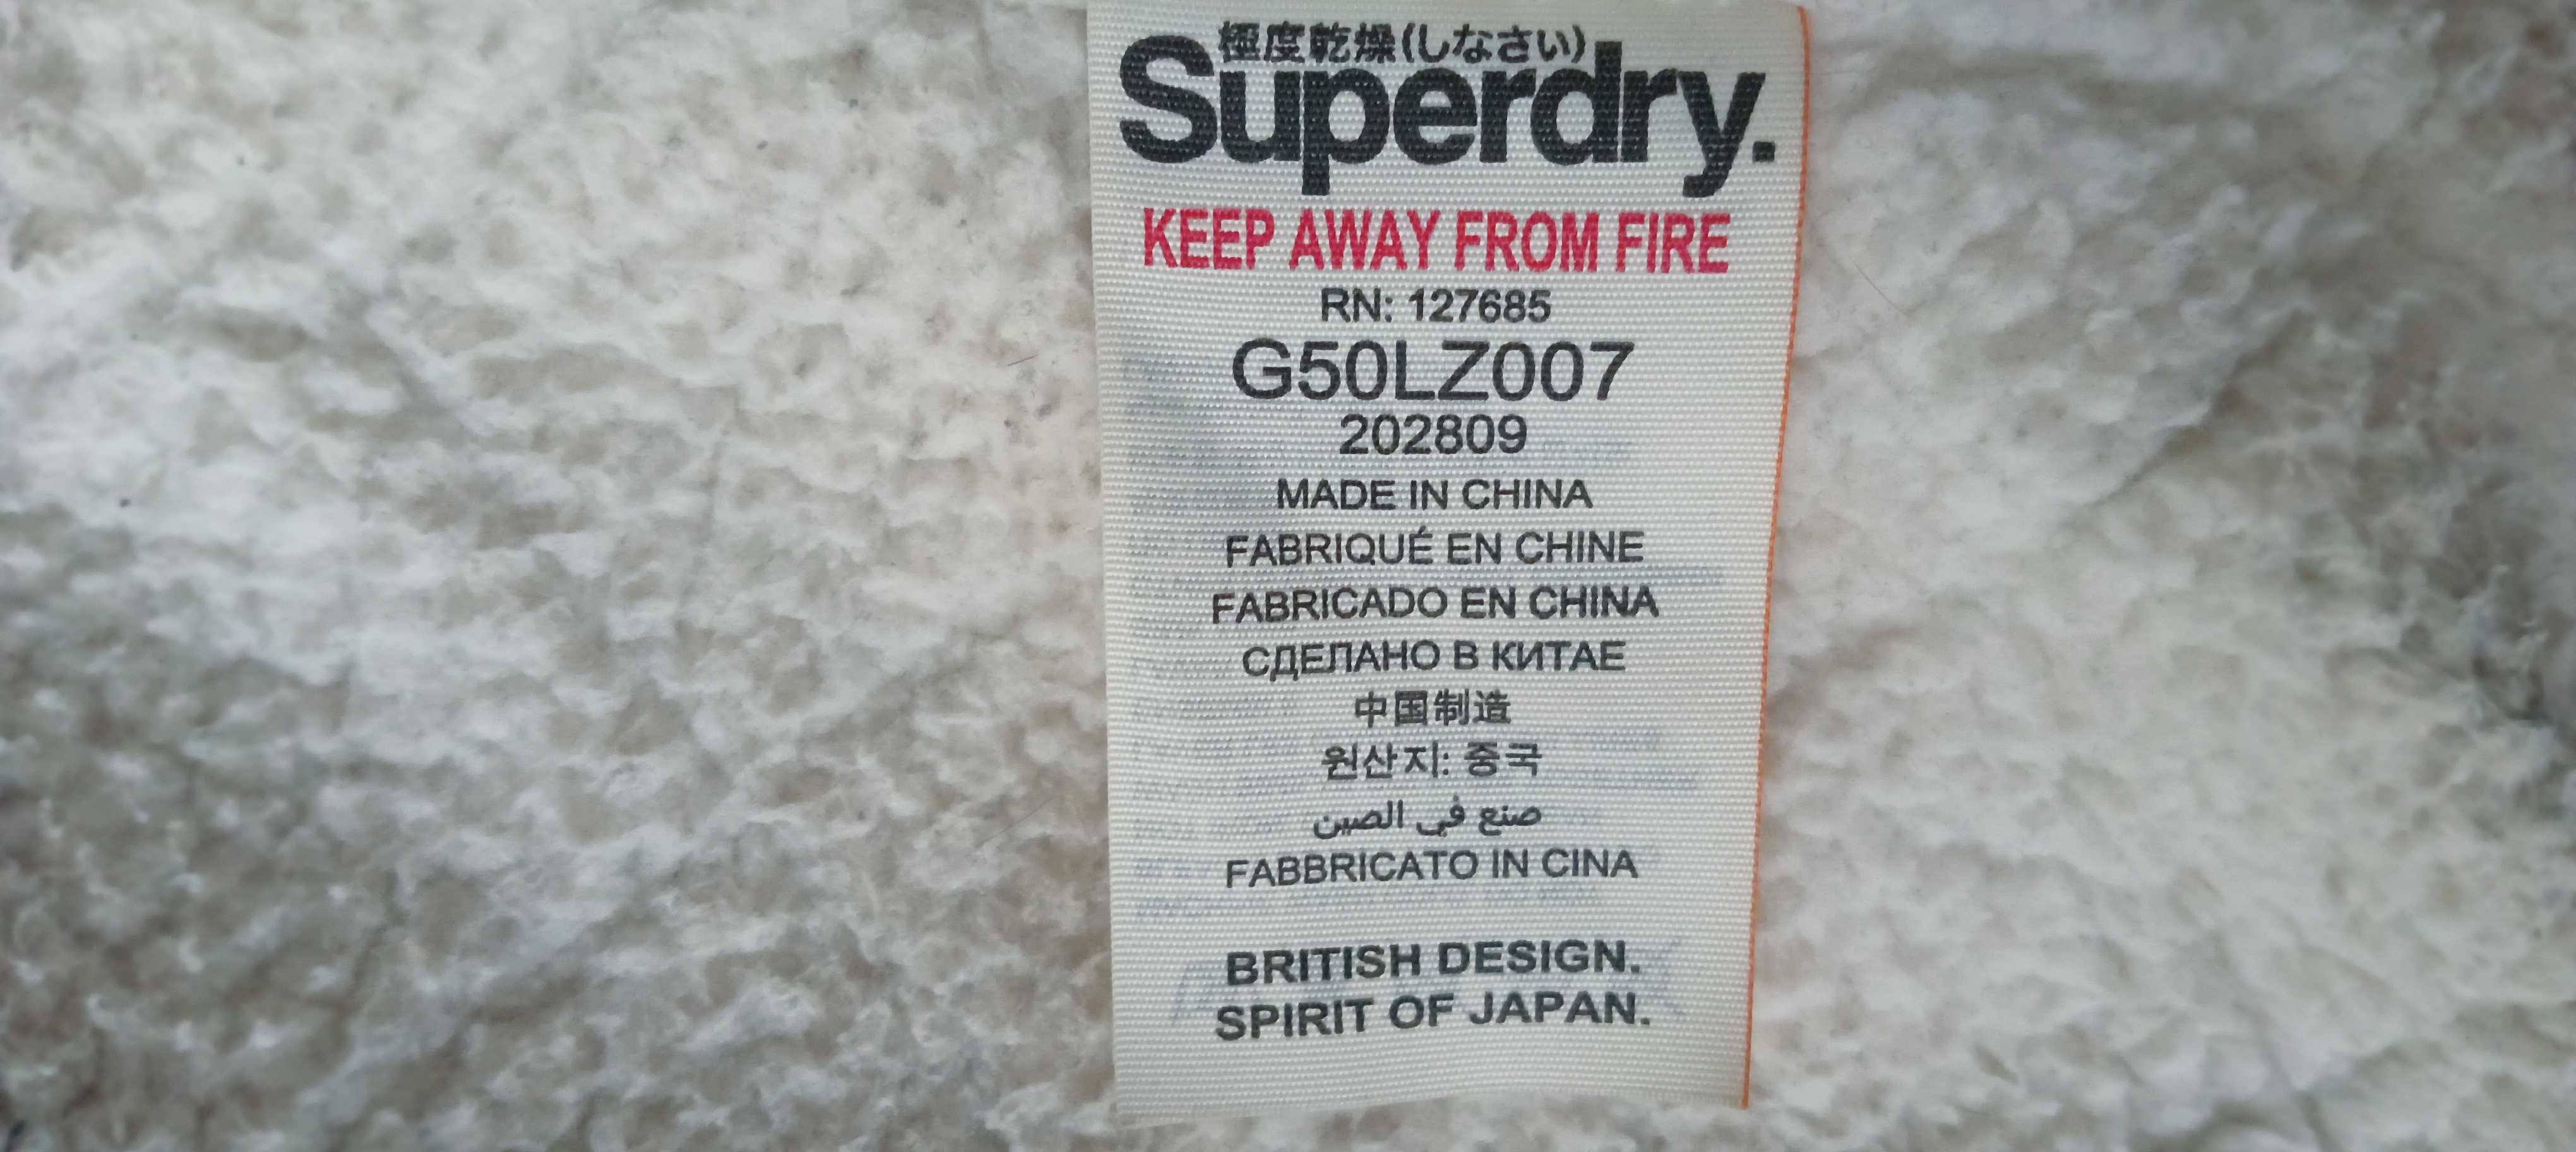 極度乾燥(しなさい)
Superdry.
KEEP AWAY FROM FIRE
RN: 127685
G50LZ007
202809
MADE IN CHINA
FABRIQUÉ EN CHINE
FABRICADO EN CHINA
СДЕЛАНО В КИТАЕ
中国制造
원산지: 중국
صنع في الصين
FABBRICATO IN CINA
BRITISH DESIGN.
SPIRIT OF JAPAN.